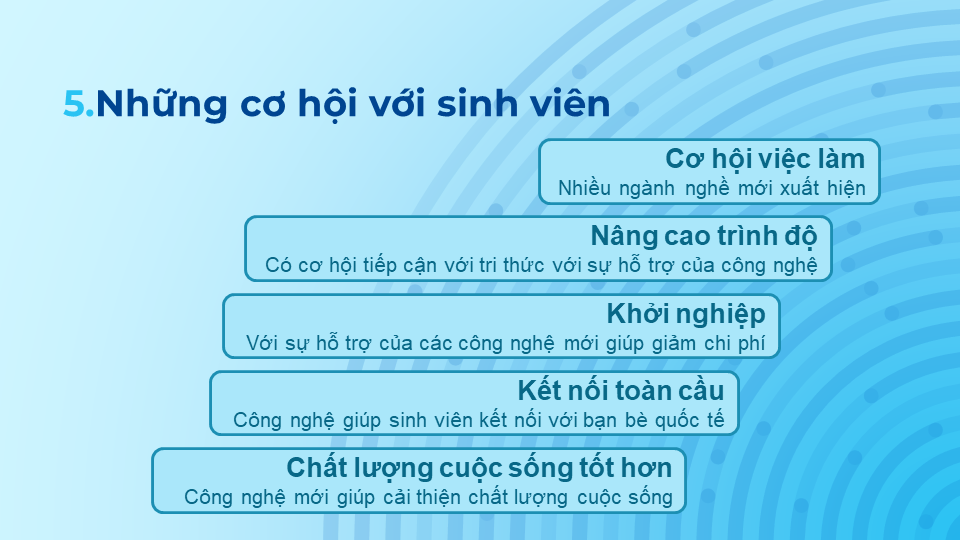 5.Những cơ hội với sinh viên
Cơ hội việc làm
Nhiều ngành nghề mới xuất hiện
Nâng cao trình độ
Có cơ hội tiếp cận với tri thức với sự hỗ trợ của công nghệ
Khởi nghiệp
Với sự hỗ trợ của các công nghệ mới giúp giảm chi phí
Kết nối toàn cầu
Công nghệ giúp sinh viên kết nối với bạn bè quốc tế
Chất lượng cuộc sống tốt hơn
Công nghệ mới giúp cải thiện chất lượng cuộc sống